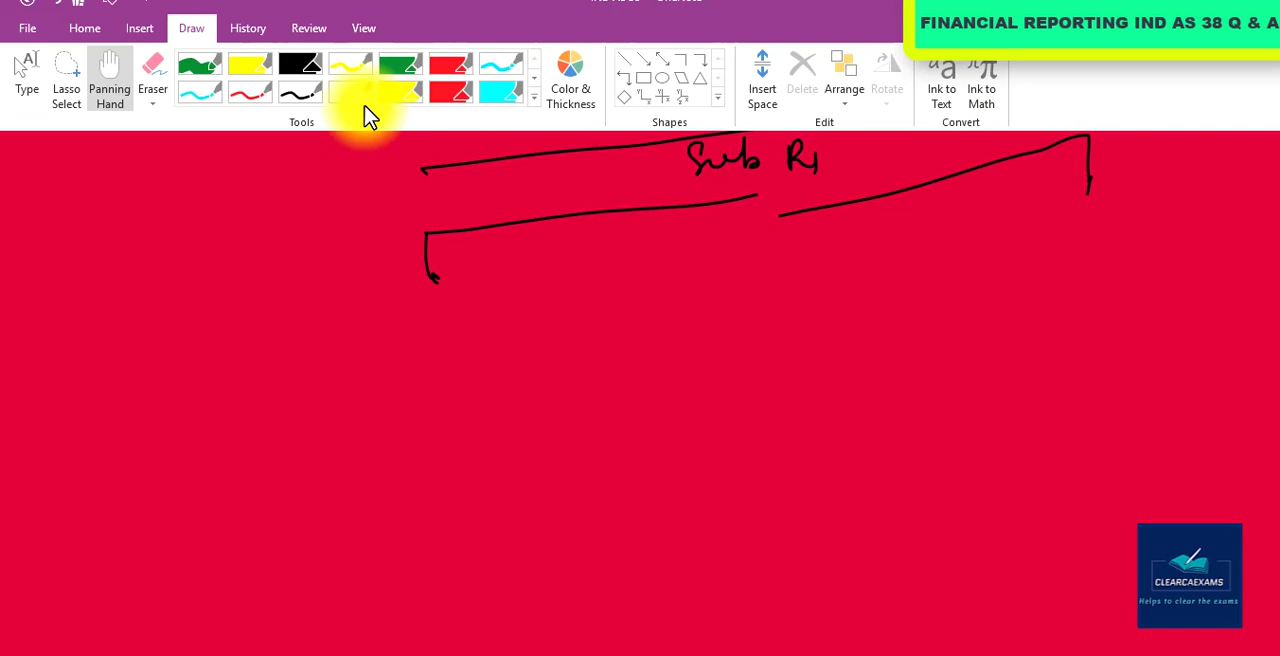 FINANCIAL REPORTING IND AS 38 Q & A
File Home Insert Draw History Review View
Type
Lasso Select
Panning Hand
Eraser
Color & Thickness
Insert Space
Delete
Arrange
Rotate
Ink to Text
Ink to Math
Tools
Shapes
Edit
Convert
Sub
CLEARCAEXAMS
Helps to clear the exams